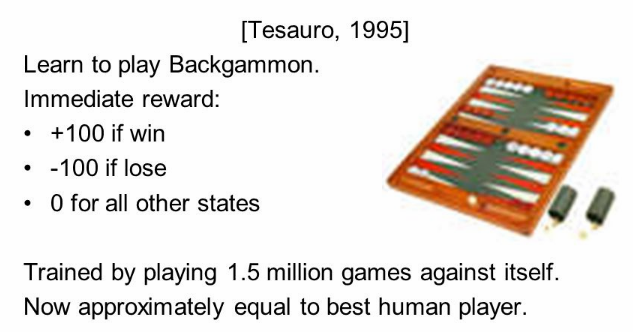 [Tesauro, 1995]
Learn to play Backgammon.
Immediate reward:
• +100 if win
• -100 if lose
• 0 for all other states
Trained by playing 1.5 million games against itself.
Now approximately equal to best human player.